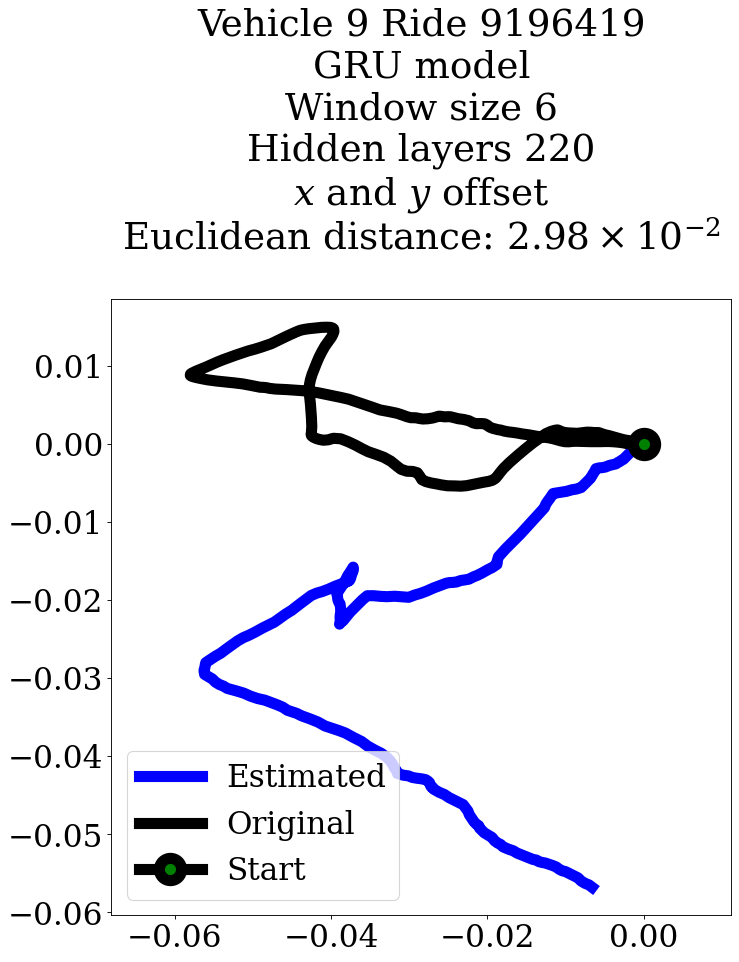 Vehicle 9 Ride 9196419
GRU model
Window size 6
Hidden layers 220
x and y offset
Euclidean distance: 2.98 × 10⁻²
0.01
0.00
−0.01
−0.02
−0.03
−0.04
−0.05
−0.06
Estimated
Original
Start
−0.06 −0.04 −0.02 0.00